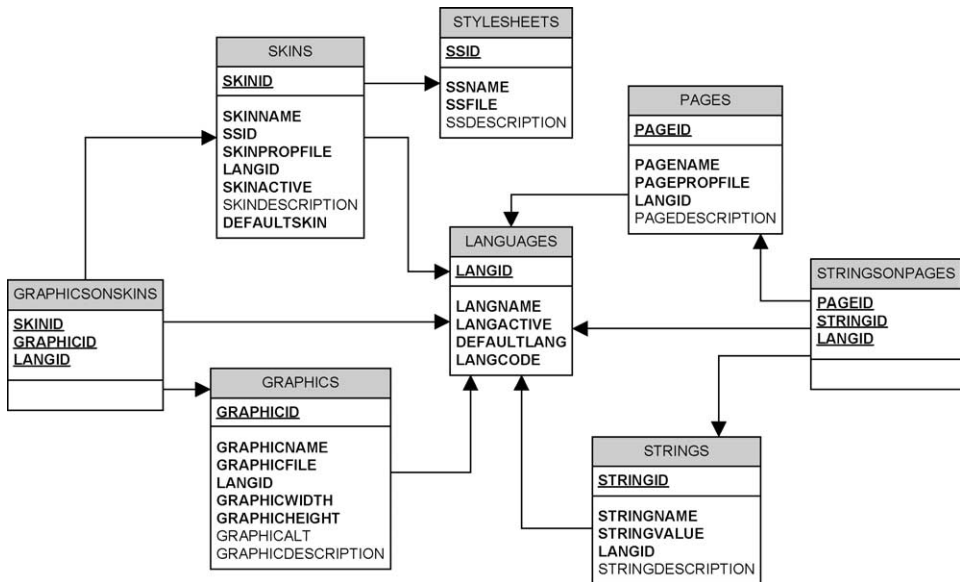 STYLESHEETS
SSID
SSNAME
SSFILE
SSDESCRIPTION
SKINS
SKINID
SKINNAME
SSID
SKINPROPFILE
LANGID
SKINACTIVE
SKINDESCRIPTION
DEFAULTSKIN
PAGES
PAGEID
PAGENAME
PAGEPROPFILE
LANGID
PAGEDESCRIPTION
LANGUAGES
LANGID
LANGNAME
LANGACTIVE
DEFAULTLANG
LANGCODE
GRAPHICSONSKINS
SKINID
GRAPHICID
LANGID
STRINGSONPAGES
PAGEID
STRINGID
LANGID
GRAPHICS
GRAPHICID
GRAPHICNAME
GRAPHICFILE
LANGID
GRAPHICWIDTH
GRAPHICHEIGHT
GRAPHICALT
GRAPHICDESCRIPTION
STRINGS
STRINGID
STRINGNAME
STRINGVALUE
LANGID
STRINGDESCRIPTION